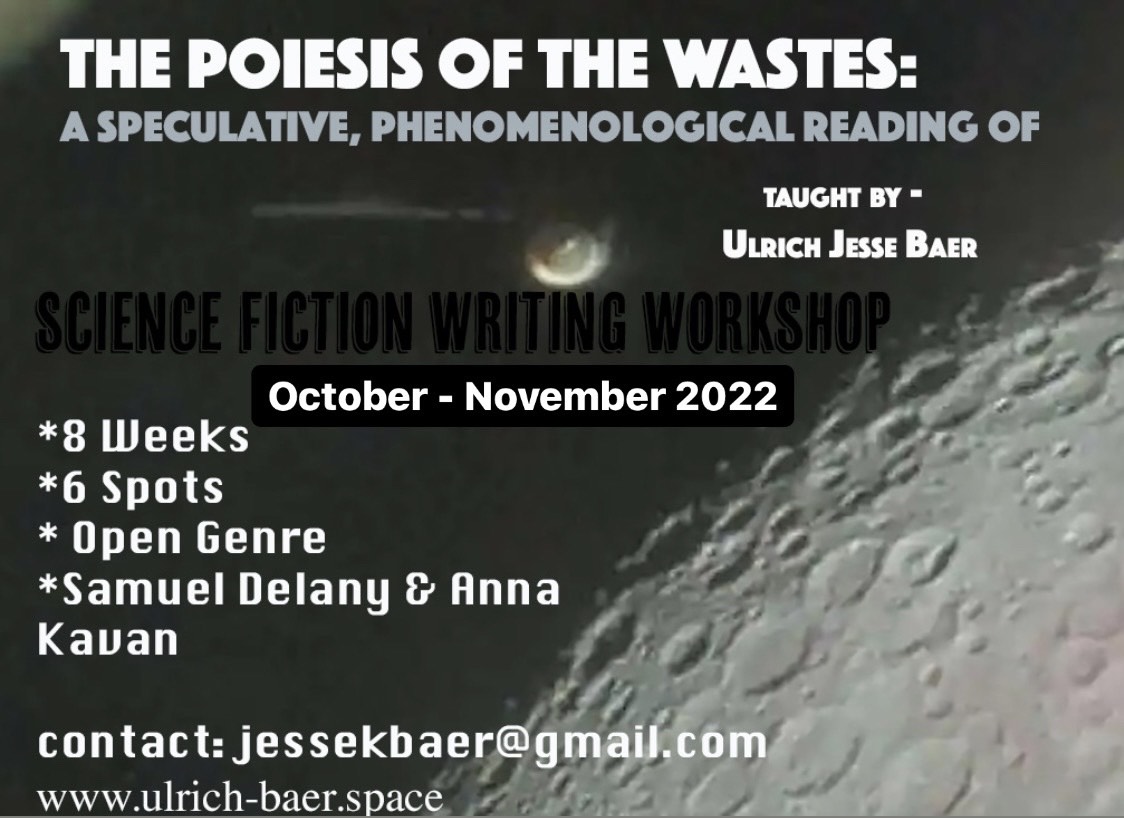 THE POIESIS OF THE WASTES:
A SPECULATIVE, PHENOMENOLOGICAL READING OF
TAUGHT BY -
ULRICH JESSE BAER
SCIENCE FICTION WRITING WORKSHOP
October - November 2022
*8 Weeks
*6 Spots
* Open Genre
*Samuel Delany & Anna
Kavan
contact: jessekbaer@gmail.com
www.ulrich-baer.space